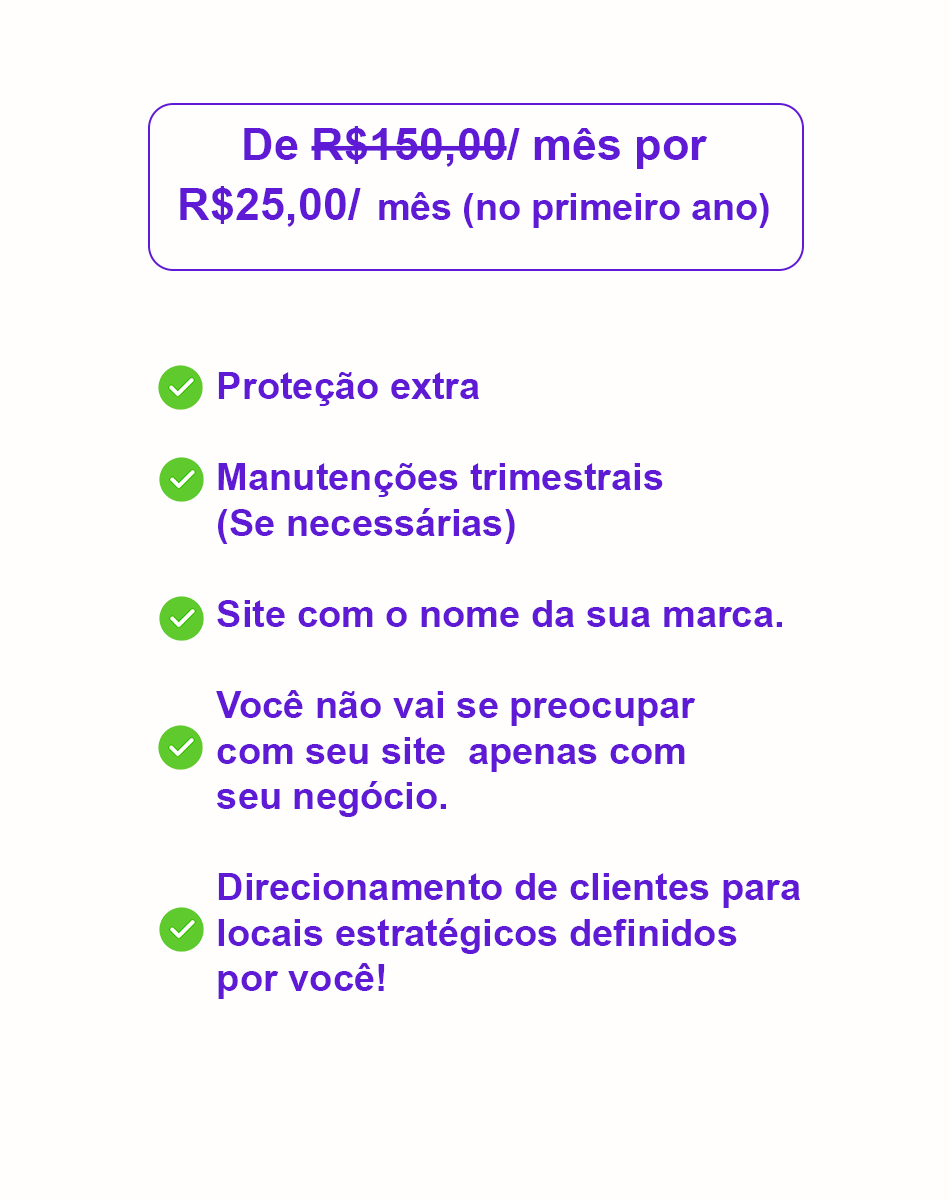 De R$150,00/ mês por
R$25,00/ mês (no primeiro ano)
Proteção extra
Manutenções trimestrais
(Se necessárias)
Site com o nome da sua marca.
Você não vai se preocupar
com seu site  apenas com
seu negócio.
Direcionamento de clientes para
locais estratégicos definidos
por você!